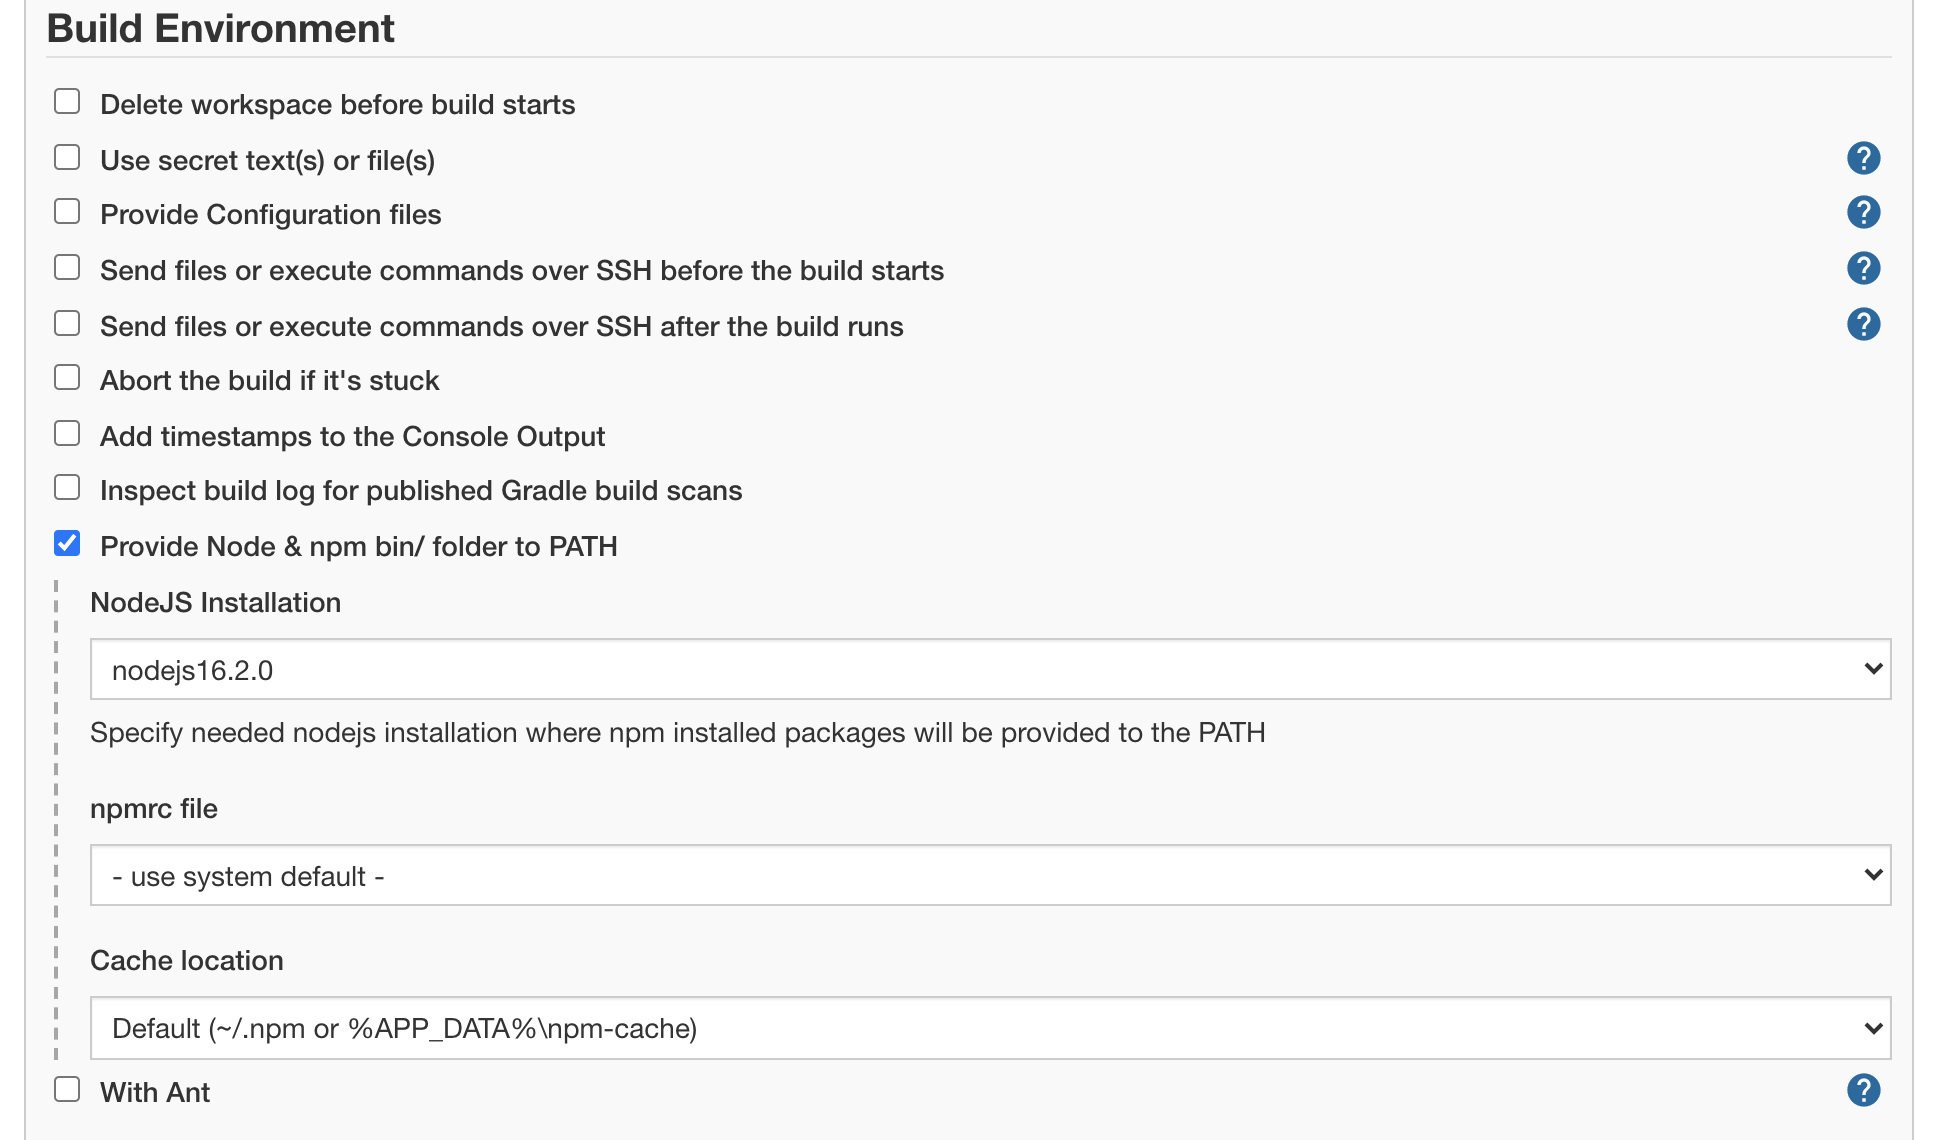 Build Environment
Delete workspace before build starts
Use secret text(s) or file(s)
?
Provide Configuration files
?
Send files or execute commands over SSH before the build starts
?
Send files or execute commands over SSH after the build runs
?
Abort the build if it's stuck
Add timestamps to the Console Output
Inspect build log for published Gradle build scans
Provide Node & npm bin/ folder to PATH
NodeJS Installation
nodejs16.2.0
Specify needed nodejs installation where npm installed packages will be provided to the PATH
npmrc file
- use system default -
Cache location
Default (~/.npm or %APP_DATA%\npm-cache)
With Ant
?